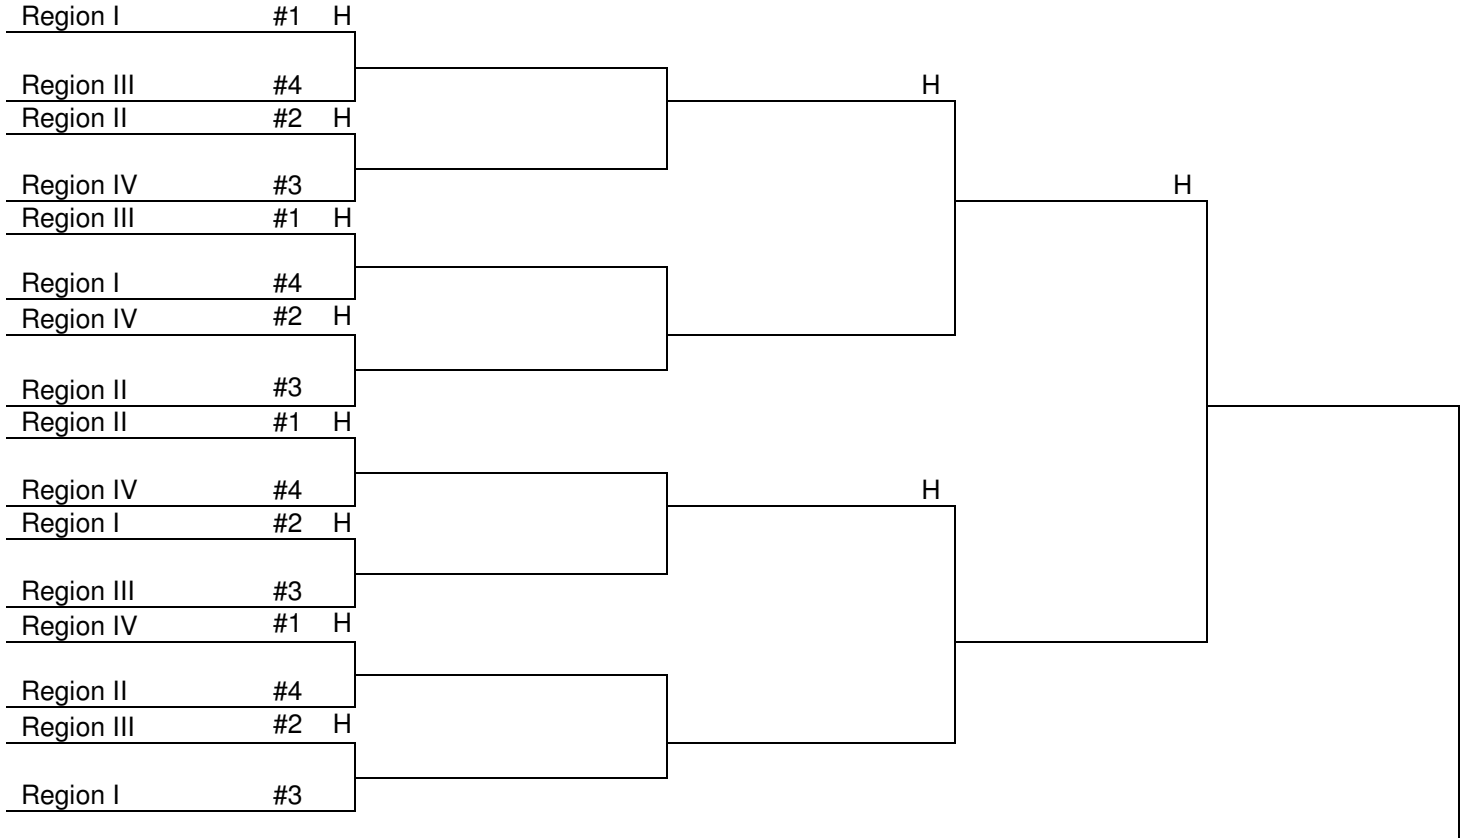 Region I #1 H
Region III #4 H
Region II #2 H
Region IV #3 H
Region III #1 H
Region I #4
Region IV #2 H
Region II #3
Region II #1 H
Region IV #4 H
Region I #2 H
Region III #3
Region IV #1 H
Region II #4
Region III #2 H
Region I #3